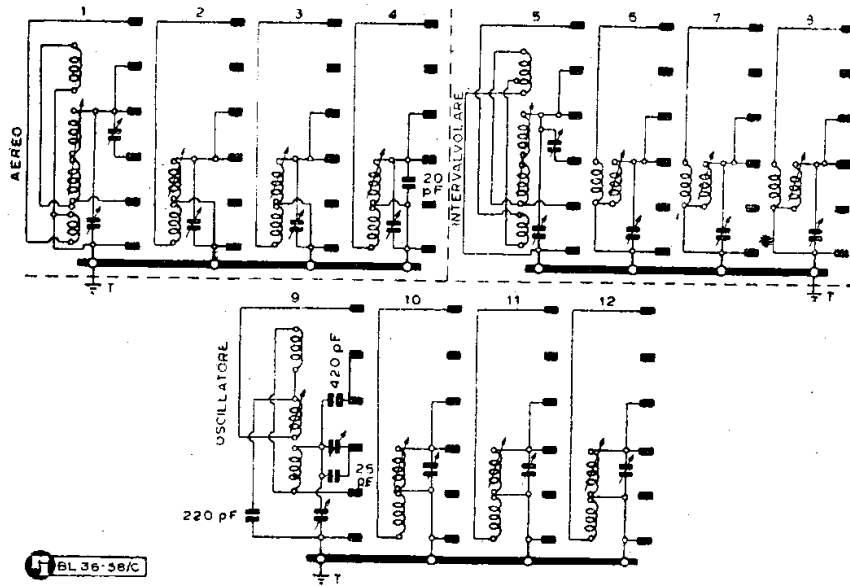 1 2 3 4 5 6 7 8
AEREO
20 pF
INTERVALVOLARE
T T
9 10 11 12
OSCILLATORE
420 pF
25 pF
220 pF
T
BL 36-58/C